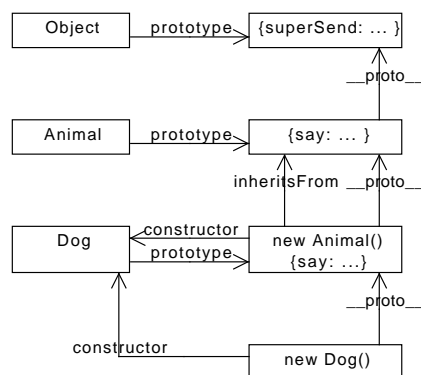 Object
prototype
{superSend: ... }
__proto__
Animal
prototype
{say: ... }
inheritsFrom
__proto__
Dog
constructor
prototype
new Animal()
{say: ...}
__proto__
constructor
new Dog()